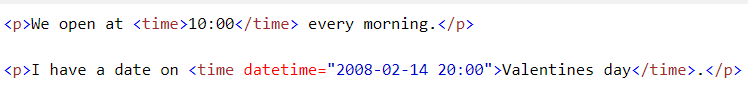 <p>We open at <time>10:00</time> every morning.</p>
<p>I have a date on <time datetime="2008-02-14 20:00">Valentines day</time>.</p>